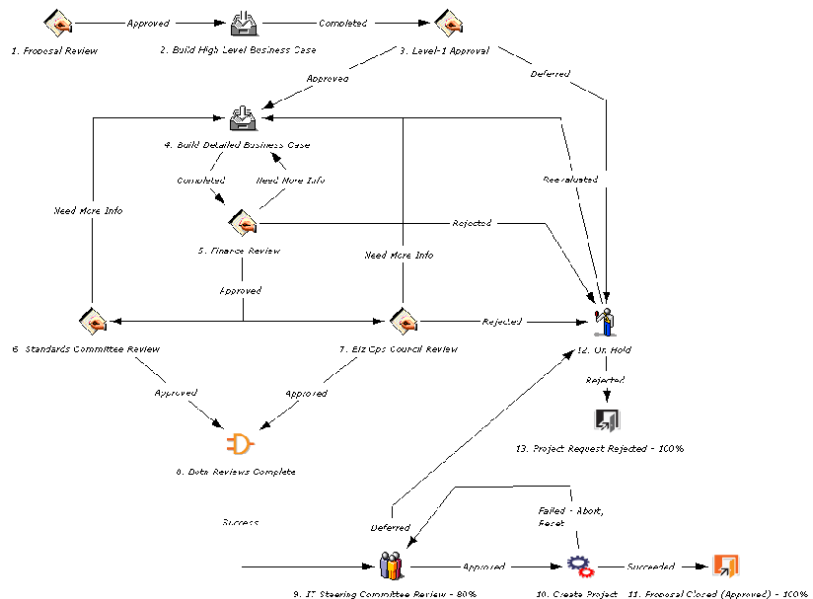 Approved
Completed
1. Proposal Review
2. Build High Level Business Case
3. Level-1 Approval
Approved
Deferred
4. Build Detailed Business Case
Completed
Need More Info
Reevaluated
Need More Info
Rejected
5. Finance Review
Need More Info
Approved
Rejected
6. Standards Committee Review
7. Biz Ops Council Review
12. On Hold
Rejected
Approved
Approved
13. Project Request Rejected - 100%
8. Both Reviews Complete
Success
Deferred
Failed - Abort,
Reset
Approved
Succeeded
9. IT Steering Committee Review - 80%
10. Create Project
11. Proposal Closed (Approved) - 100%